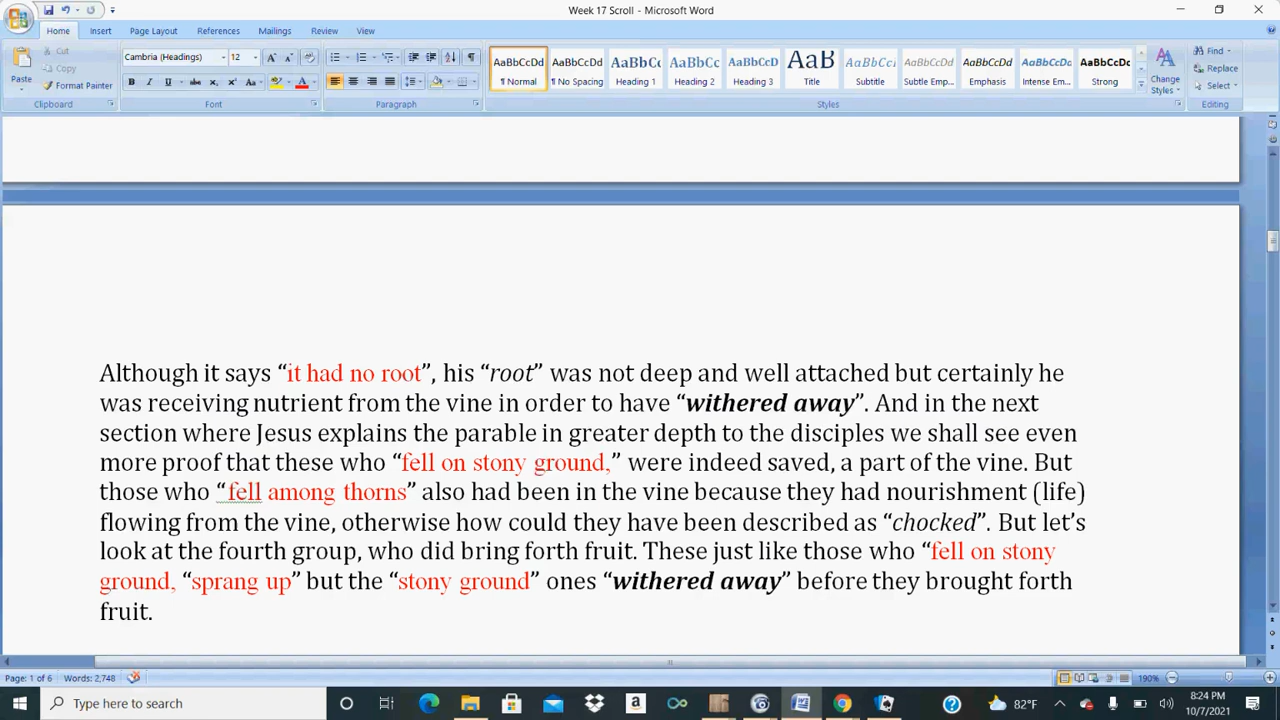 Week 17 Scroll - Microsoft Word
Home Insert Page Layout References Mailings Review View
Paste
Cut
Copy
Format Painter
Clipboard
Cambria (Headings) 12
Font
Paragraph
AaBbCcDd AaBbCcDd AaBbCc AaBbCc AaBbCcD AaB AaBbCcI AaBbCcDd AaBbCcDd AaBbCcDd AaBbCcDc
¶ Normal ¶ No Spacing Heading 1 Heading 2 Heading 3 Title Subtitle Subtle Emp... Emphasis Intense Em... Strong
Change Styles
Styles
Find
Replace
Select
Editing
Although it says “it had no root”, his “root” was not deep and well attached but certainly he
was receiving nutrient from the vine in order to have “withered away”. And in the next
section where Jesus explains the parable in greater depth to the disciples we shall see even
more proof that these who “fell on stony ground,” were indeed saved, a part of the vine. But
those who “fell among thorns” also had been in the vine because they had nourishment (life)
flowing from the vine, otherwise how could they have been described as “chocked”. But let’s
look at the fourth group, who did bring forth fruit. These just like those who “fell on stony
ground, “sprang up” but the “stony ground” ones “withered away” before they brought forth
fruit.
Page: 1 of 6 Words: 2,748 190%
Type here to search
82°F
8:24 PM
10/7/2021